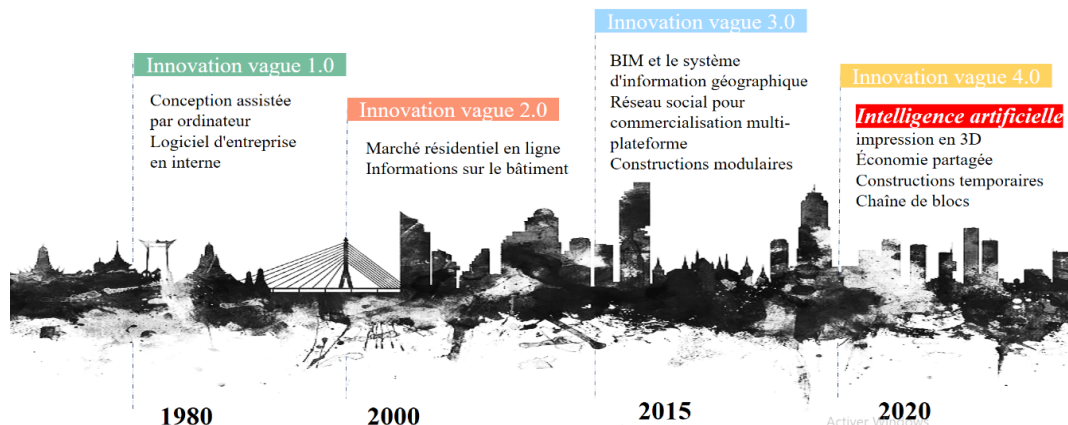 Innovation vague 1.0
Conception assistée
par ordinateur
Logiciel d'entreprise
en interne
Innovation vague 2.0
Marché résidentiel en ligne
Informations sur le bâtiment
Innovation vague 3.0
BIM et le système
d'information géographique
Réseau social pour
commercialisation multi-
plateforme
Constructions modulaires
Innovation vague 4.0
Intelligence artificielle
impression en 3D
Économie partagée
Constructions temporaires
Chaîne de blocs
1980
2000
2015
2020
Activer Windows